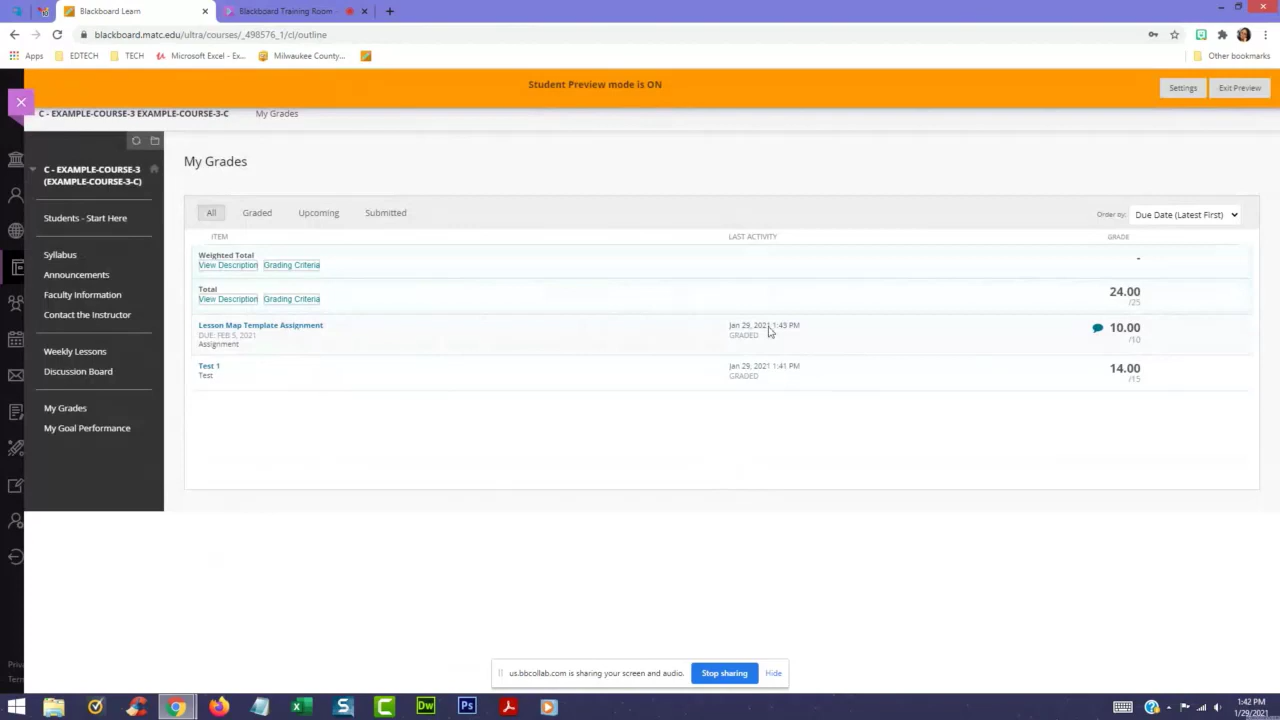 Blackboard Learn
Blackboard Training Room
blackboard.matc.edu/ultra/courses/_498576_1/cl/outline
Apps
EDTECH
TECH
Microsoft Excel - Ex...
Milwaukee County...
Other bookmarks
Student Preview mode is ON
Settings
Exit Preview
C - EXAMPLE-COURSE-3 EXAMPLE-COURSE-3-C
My Grades
C - EXAMPLE-COURSE-3
(EXAMPLE-COURSE-3-C)
Students - Start Here
Syllabus
Announcements
Faculty Information
Contact the Instructor
Weekly Lessons
Discussion Board
My Grades
My Goal Performance
My Grades
All
Graded
Upcoming
Submitted
Order by:
Due Date (Latest First)
ITEM
LAST ACTIVITY
GRADE
Weighted Total
View Description
Grading Criteria
-
Total
View Description
Grading Criteria
24.00
/25
Lesson Map Template Assignment
DUE: FEB 5, 2021
Assignment
Jan 29, 2021 1:43 PM
GRADED
10.00
/10
Test 1
Test
Jan 29, 2021 1:41 PM
GRADED
14.00
/15
Priv
Tern
us.bbcollab.com is sharing your screen and audio.
Stop sharing
Hide
Dw
Ps
1:42 PM
1/29/2021